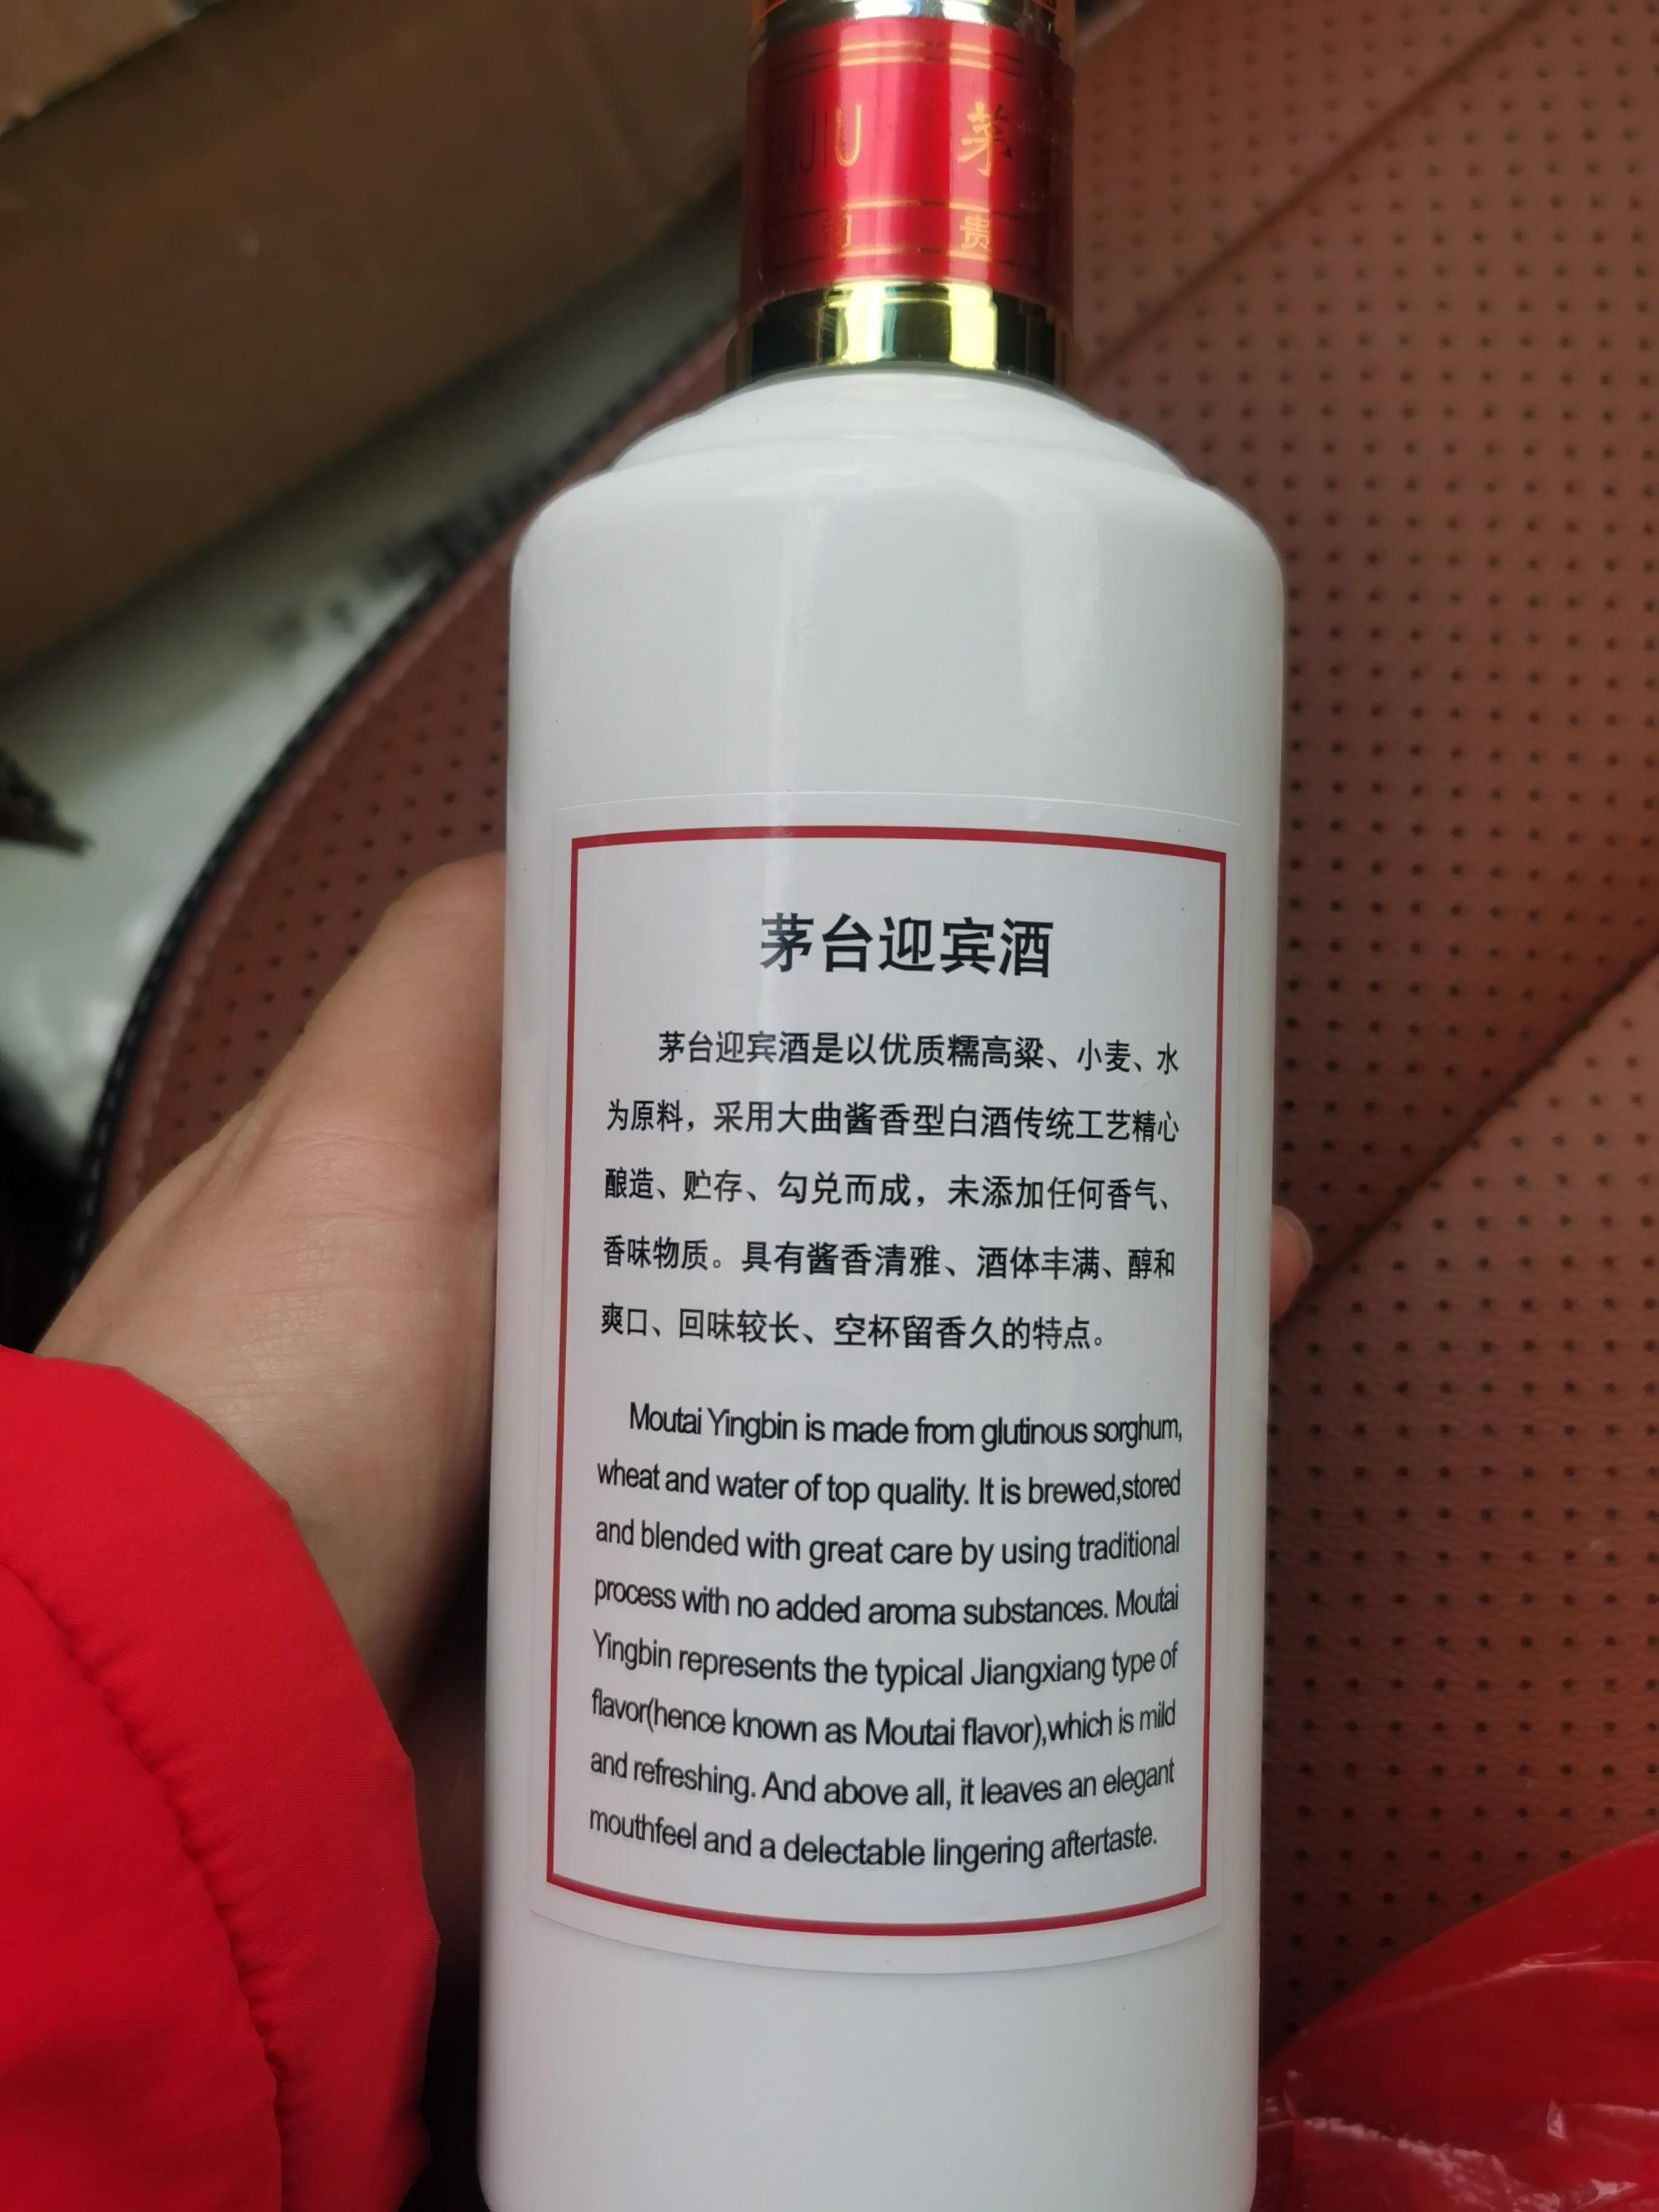 NJIU 茅
贵
茅台迎宾酒
茅台迎宾酒是以优质糯高粱、小麦、水
为原料，采用大曲酱香型白酒传统工艺精心
酿造、贮存、勾兑而成，未添加任何香气、
香味物质。具有酱香清雅、酒体丰满、醇和
爽口、回味较长、空杯留香久的特点。
Moutai Yingbin is made from glutinous sorghum,
wheat and water of top quality. It is brewed,stored
and blended with great care by using traditional
process with no added aroma substances. Moutai
Yingbin represents the typical Jiangxiang type of
flavor(hence known as Moutai flavor),which is mild
and refreshing. And above all, it leaves an elegant
mouthfeel and a delectable lingering aftertaste.